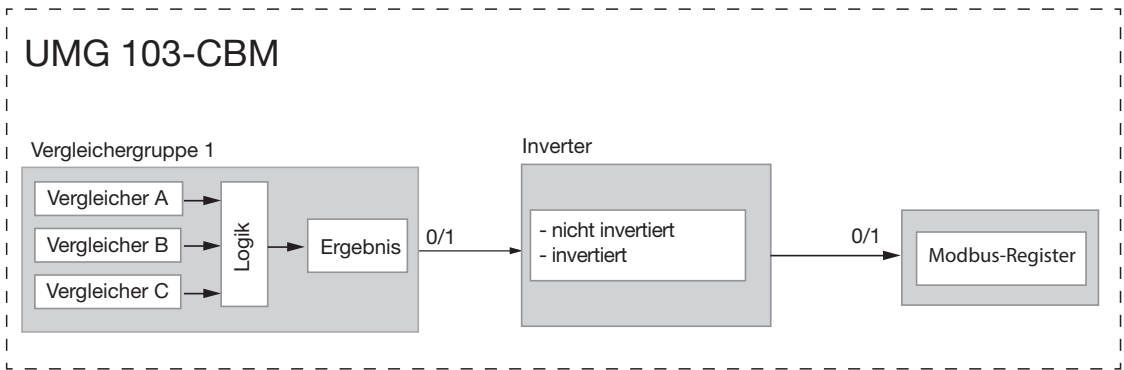 UMG 103-CBM
Vergleichergruppe 1
Vergleicher A
Vergleicher B
Vergleicher C
Logik
Ergebnis
0/1
Inverter
- nicht invertiert
- invertiert
0/1
Modbus-Register